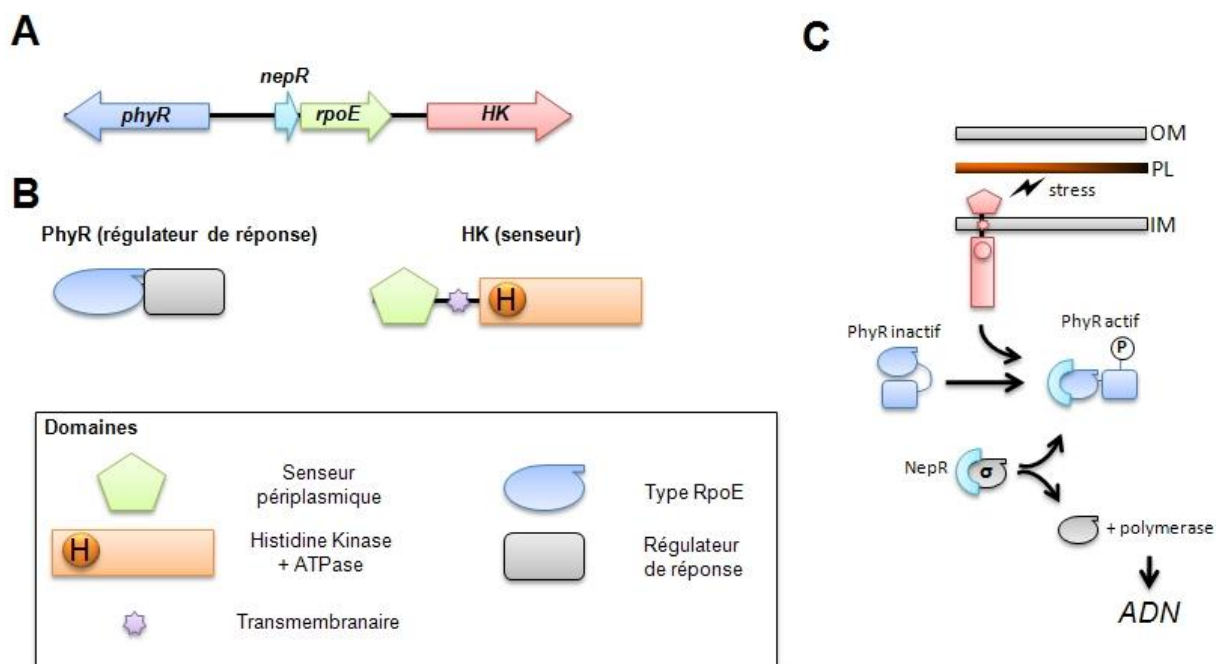 A
nepR
phyR
rpoE
HK
B
PhyR (régulateur de réponse)
HK (senseur)
H
Domaines
Senseur
périplasmique
Type RpoE
H
Histidine Kinase
+ ATPase
Régulateur
de réponse
Transmembranaire
C
OM
PL
stress
IM
PhyR inactif
PhyR actif
P
NepR
σ
+ polymerase
ADN